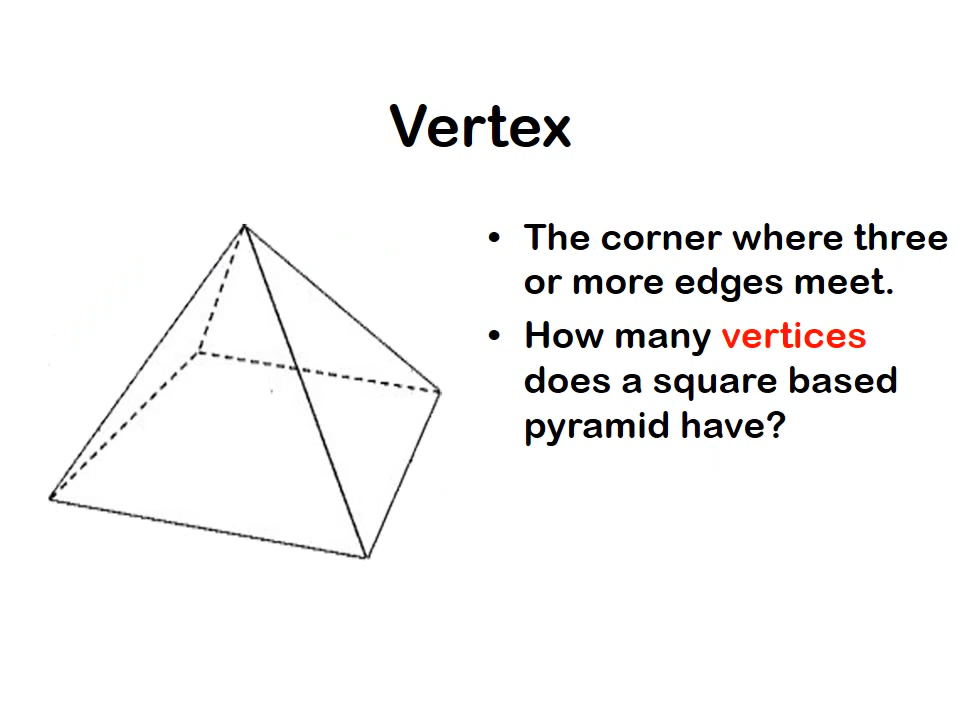 Vertex
• The corner where three
or more edges meet.
• How many vertices
does a square based
pyramid have?